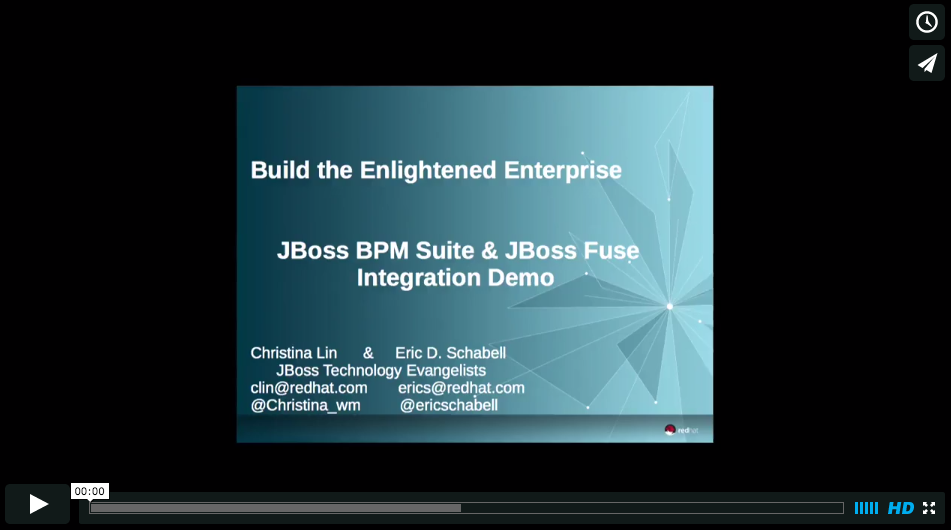 Build the Enlightened Enterprise
JBoss BPM Suite & JBoss Fuse
Integration Demo
Christina Lin & Eric D. Schabell
JBoss Technology Evangelists
clin@redhat.com erics@redhat.com
@Christina_wm @ericschabell
redhat
00:00
HD